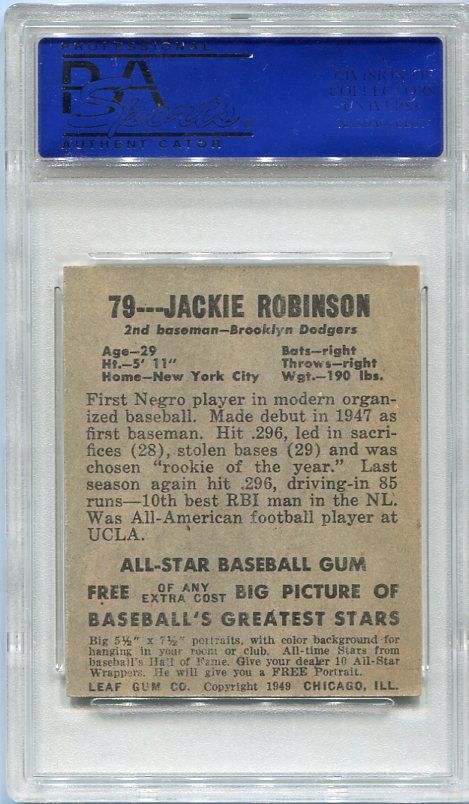 PROFESSIONAL
PSA
Sports
AUTHENTICATOR
A
DIVISION OF
COLLECTORS
UNIVERSE
79---JACKIE ROBINSON
2nd baseman—Brooklyn Dodgers
Age—29 Bats—right
Ht.—5' 11" Throws—right
Home—New York City Wgt.—190 lbs.
First Negro player in modern organ-
ized baseball. Made debut in 1947 as
first baseman. Hit .296, led in sacri-
fices (28), stolen bases (29) and was
chosen "rookie of the year." Last
season again hit .296, driving-in 85
runs—10th best RBI man in the NL.
Was All-American football player at
UCLA.
ALL-STAR BASEBALL GUM
FREE OF ANY EXTRA COST BIG PICTURE OF
BASEBALL'S GREATEST STARS
Big 5½" x 7½" portraits, with color background for
hanging in your room or club. All-time Stars from
baseball's Hall of Fame. Give your dealer 10 All-Star
Wrappers. He will give you a FREE Portrait.
LEAF GUM CO. Copyright 1949 CHICAGO, ILL.